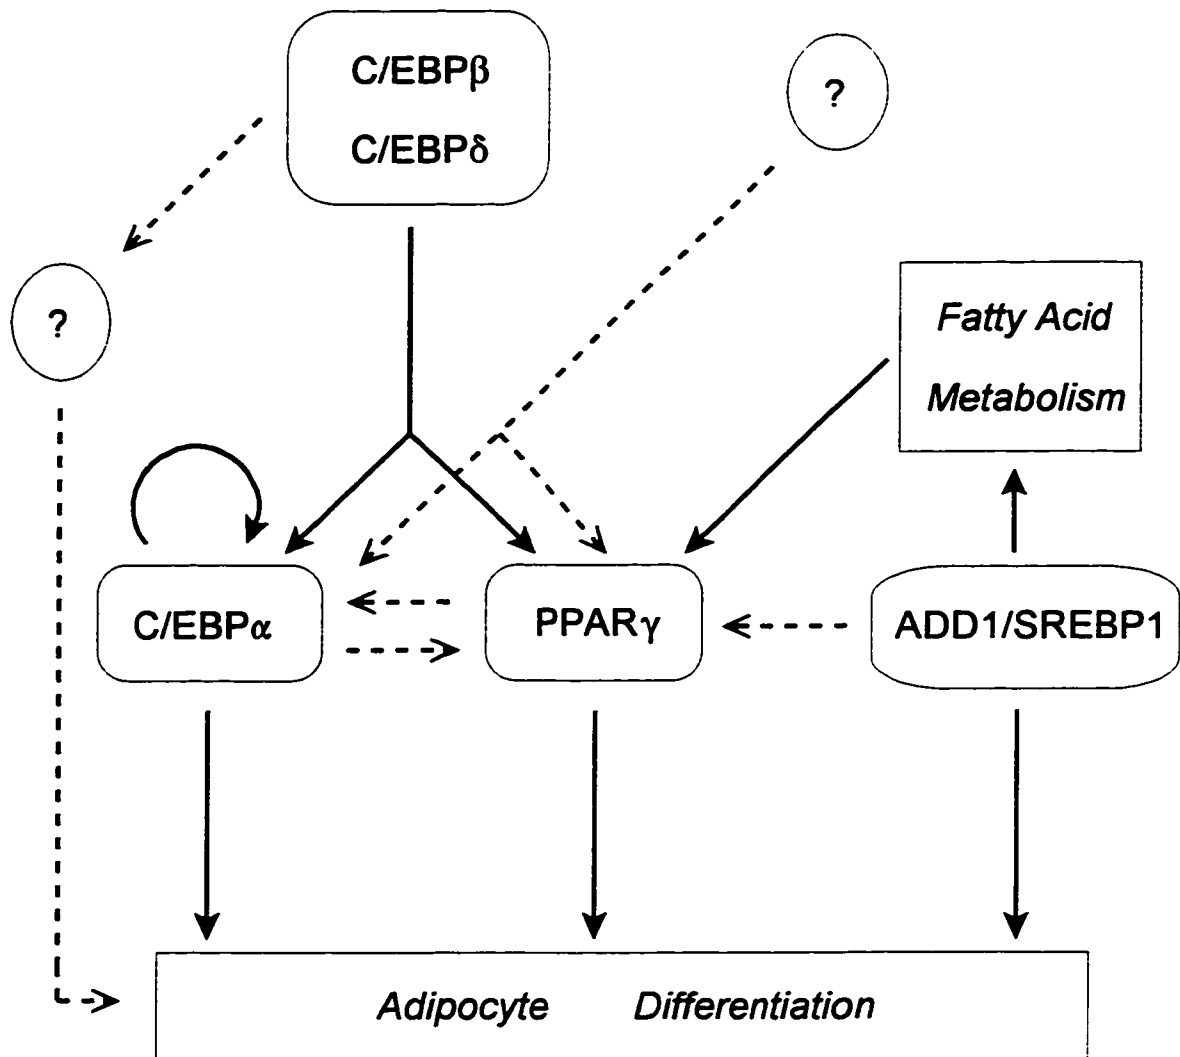 C/EBPβ
C/EBPδ
?
?
Fatty Acid
Metabolism
C/EBPα
PPARγ
ADD1/SREBP1
Adipocyte Differentiation